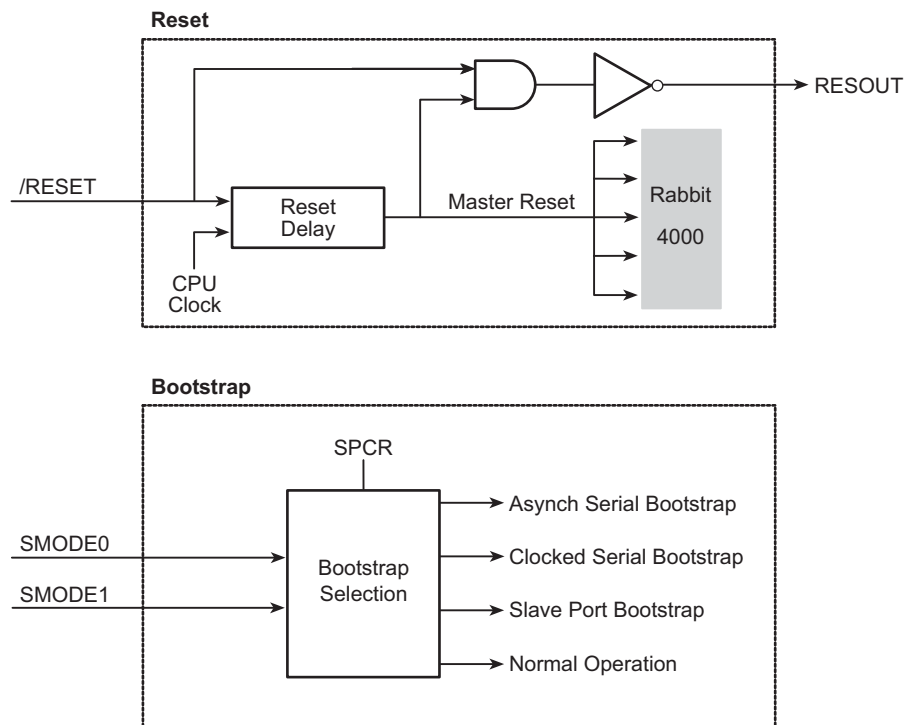 Reset
RESOUT
/RESET
Reset
Delay
Master Reset
Rabbit
4000
CPU
Clock
Bootstrap
SPCR
SMODE0
SMODE1
Bootstrap
Selection
Asynch Serial Bootstrap
Clocked Serial Bootstrap
Slave Port Bootstrap
Normal Operation